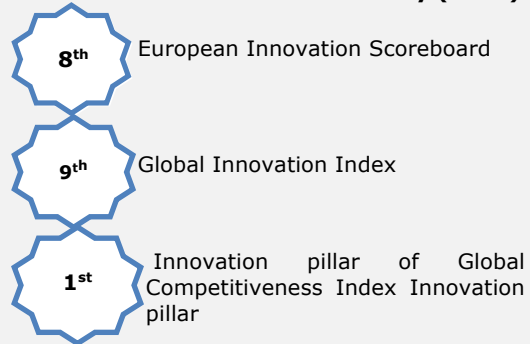 8th
European Innovation Scoreboard
9th
Global Innovation Index
1st
Innovation pillar of Global
Competitiveness Index Innovation
pillar